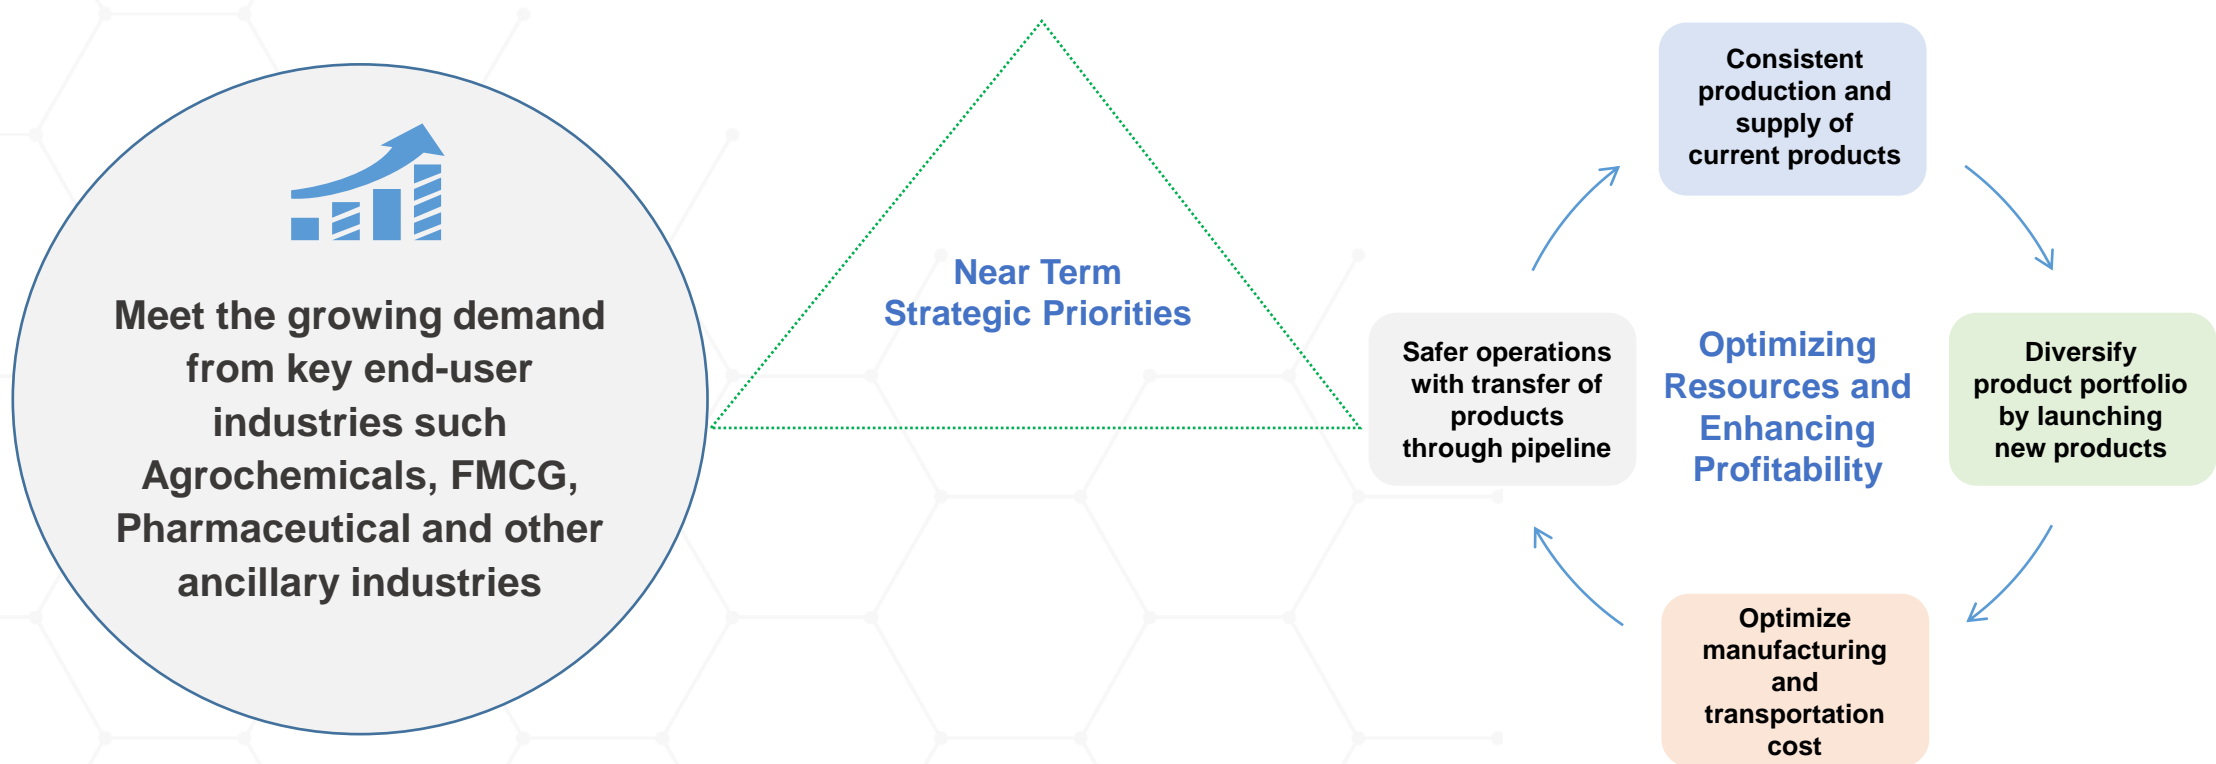 Meet the growing demand
from key end-user
industries such
Agrochemicals, FMCG,
Pharmaceutical and other
ancillary industries
Near Term
Strategic Priorities
Consistent
production and
supply of
current products
Safer operations
with transfer of
products
through pipeline
Optimizing
Resources and
Enhancing
Profitability
Diversify
product portfolio
by launching
new products
Optimize
manufacturing
and
transportation
cost